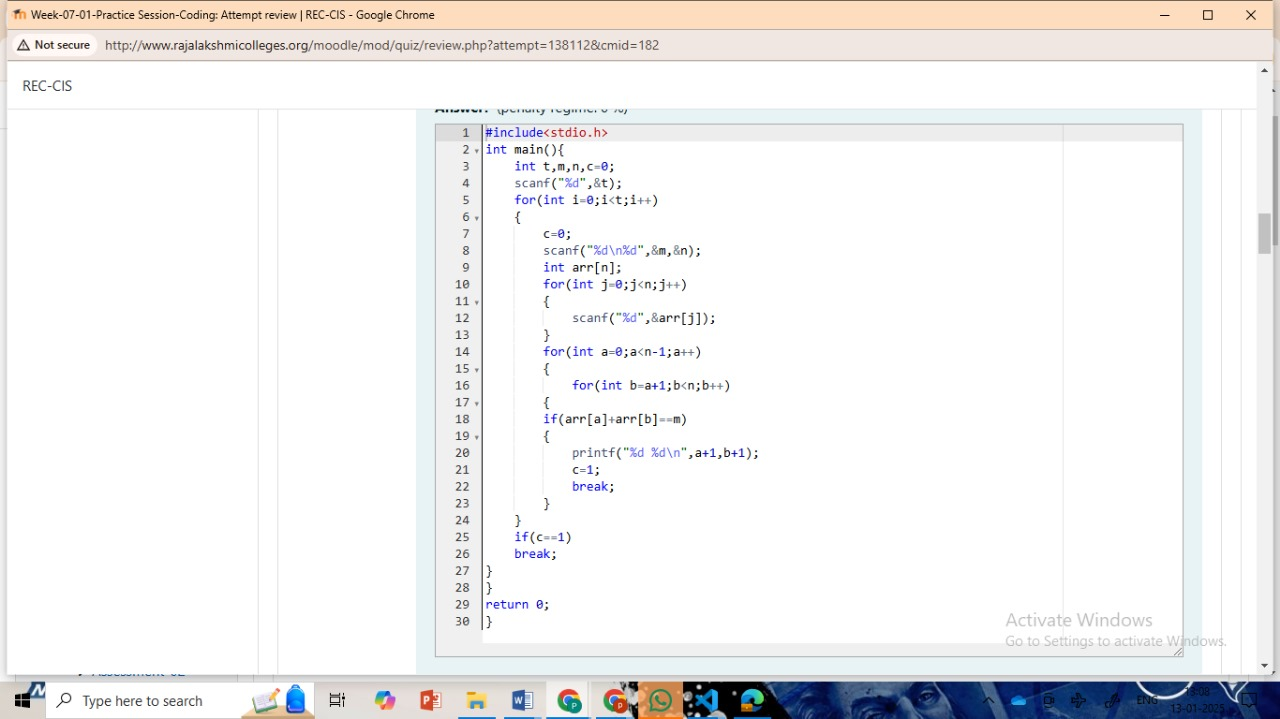 Week-07-01-Practice Session-Coding: Attempt review | REC-CIS - Google Chrome
Not secure http://www.rajalakshmicolleges.org/moodle/mod/quiz/review.php?attempt=138112&cmid=182
REC-CIS
Answer: (penalty regime: 0 %)
1 #include<stdio.h>
2 int main(){
3 int t,m,n,c=0;
4 scanf("%d",&t);
5 for(int i=0;i<t;i++)
6 {
7 c=0;
8 scanf("%d\n%d",&m,&n);
9 int arr[n];
10 for(int j=0;j<n;j++)
11 {
12 scanf("%d",&arr[j]);
13 }
14 for(int a=0;a<n-1;a++)
15 {
16 for(int b=a+1;b<n;b++)
17 {
18 if(arr[a]+arr[b]==m)
19 {
20 printf("%d %d\n",a+1,b+1);
21 c=1;
22 break;
23 }
24 }
25 if(c==1)
26 break;
27 }
28 }
29 return 0;
30 }
Activate Windows
Go to Settings to activate Windows.
Assessment-02
Type here to search
ENG
13:08
13-01-2025